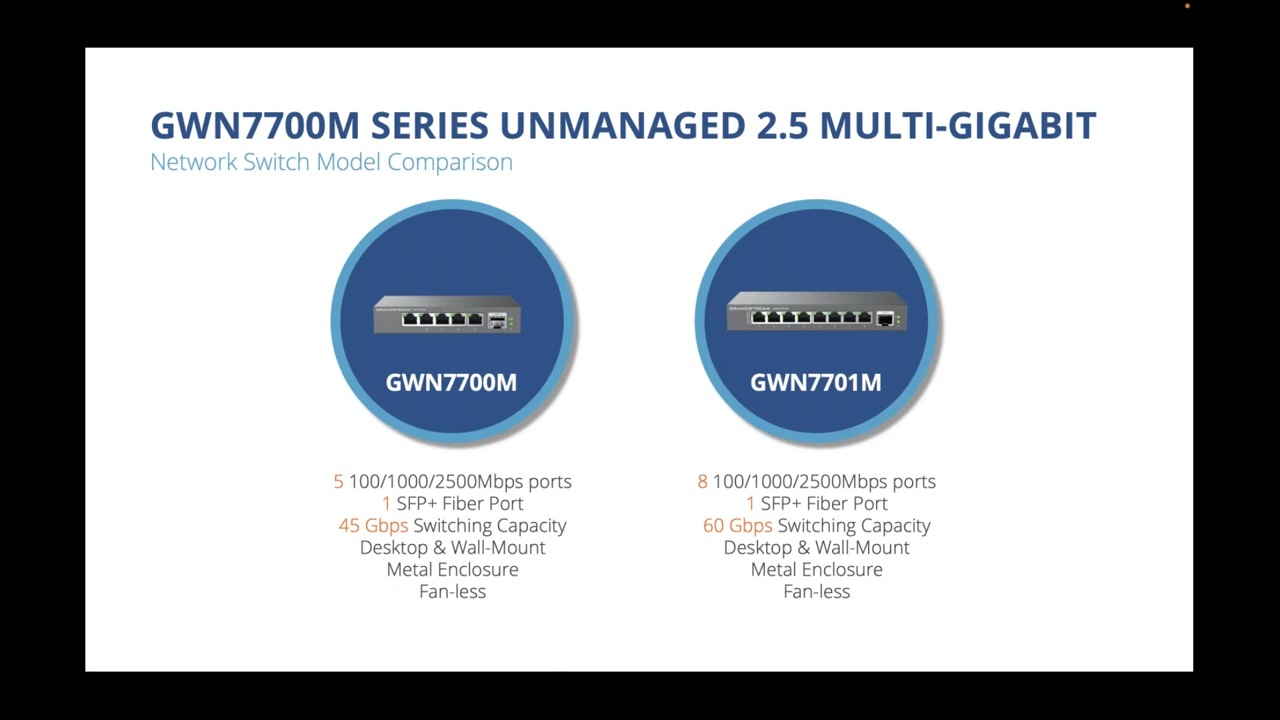 GWN7700M SERIES UNMANAGED 2.5 MULTI-GIGABIT
Network Switch Model Comparison
GRANDSTREAM
GWN7700M
5 100/1000/2500Mbps ports
1 SFP+ Fiber Port
45 Gbps Switching Capacity
Desktop & Wall-Mount
Metal Enclosure
Fan-less
GRANDSTREAM
GWN7701M
8 100/1000/2500Mbps ports
1 SFP+ Fiber Port
60 Gbps Switching Capacity
Desktop & Wall-Mount
Metal Enclosure
Fan-less